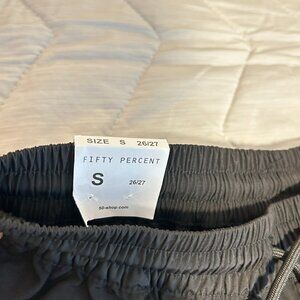 SIZE S 26/27
FIFTY PERCENT
S 26/27
50-shop.com